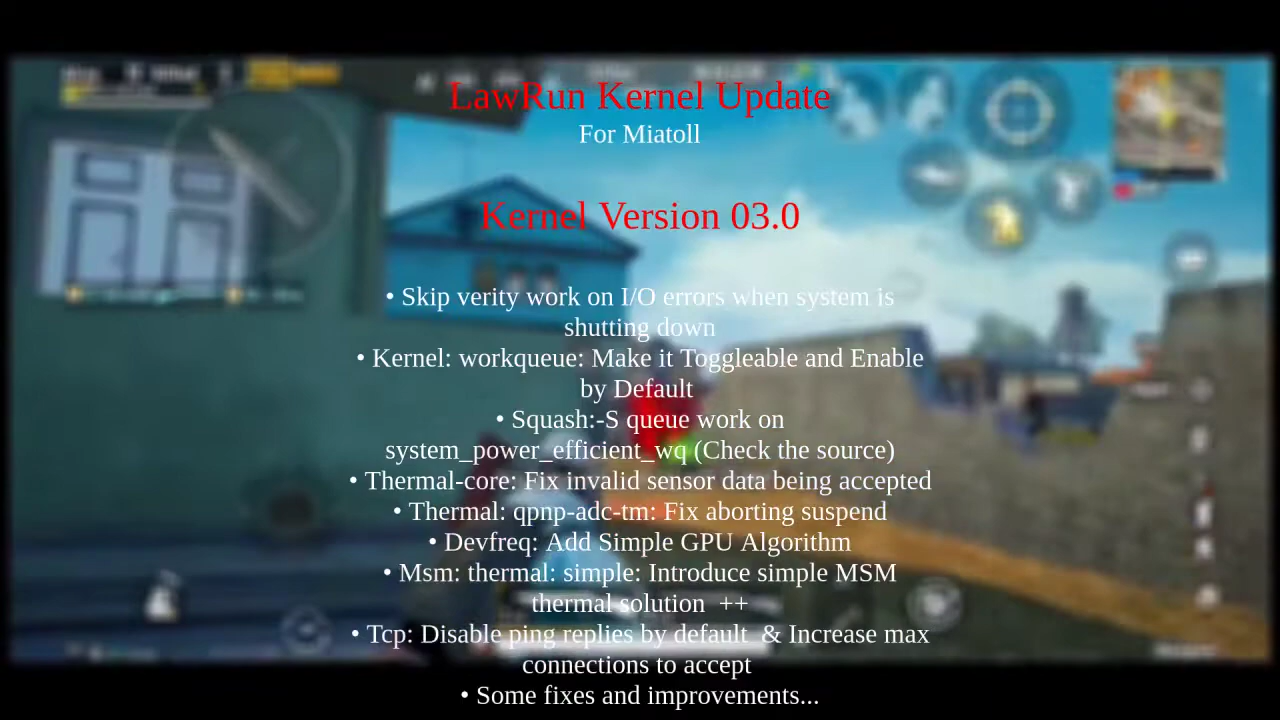 LawRun Kernel Update
For Miatoll
Kernel Version 03.0
• Skip verity work on I/O errors when system is
shutting down
• Kernel: workqueue: Make it Toggleable and Enable
by Default
• Squash:-S queue work on
system_power_efficient_wq (Check the source)
• Thermal-core: Fix invalid sensor data being accepted
• Thermal: qpnp-adc-tm: Fix aborting suspend
• Devfreq: Add Simple GPU Algorithm
• Msm: thermal: simple: Introduce simple MSM
thermal solution  ++
• Tcp: Disable ping replies by default  & Increase max
connections to accept
• Some fixes and improvements...